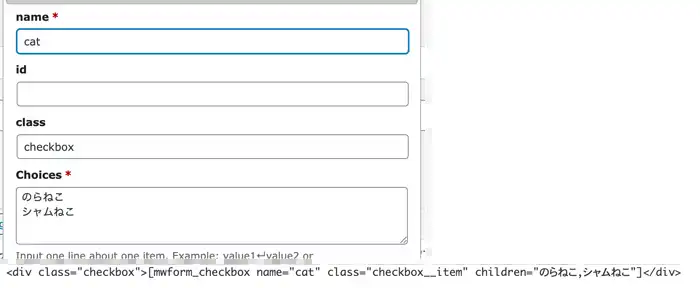 name *
cat
id
class
checkbox
Choices *
のらねこ
シャムねこ
Input one line about one item. Example: value1↵value2 or
<div class="checkbox">[mwform_checkbox name="cat" class="checkbox__item" children="のらねこ,シャムねこ"]</div>